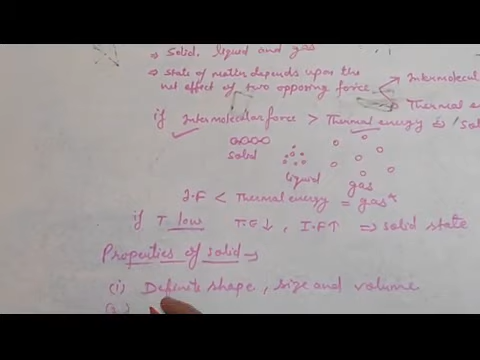 ⇒ Solid, liquid and gas
⇒ State of matter depends upon the
net effect of two opposing force
Intermolecul
Thermal e
if Intermolecular force > Thermal energy is sol
solid
liquid
gas
I.F < Thermal energy = gas
if T low T.E ↓, I.F ↑ ⇒ solid state
Properties of solid →
(i) Definite shape, size and volume